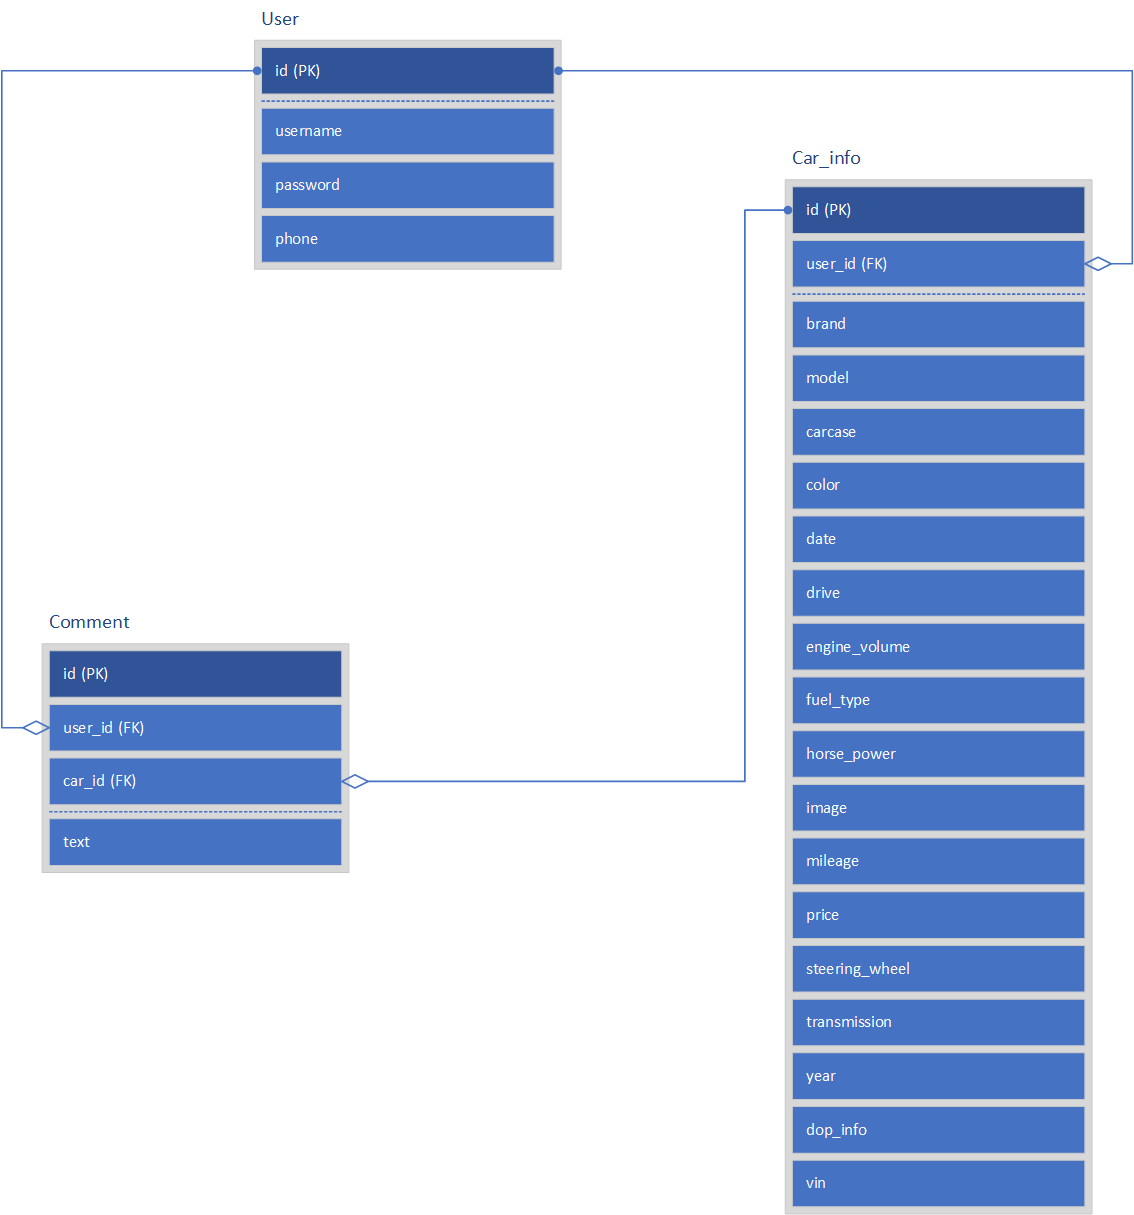 User
id (PK)
username
password
phone
Car_info
id (PK)
user_id (FK)
brand
model
carcase
color
date
drive
engine_volume
fuel_type
horse_power
image
mileage
price
steering_wheel
transmission
year
dop_info
vin
Comment
id (PK)
user_id (FK)
car_id (FK)
text